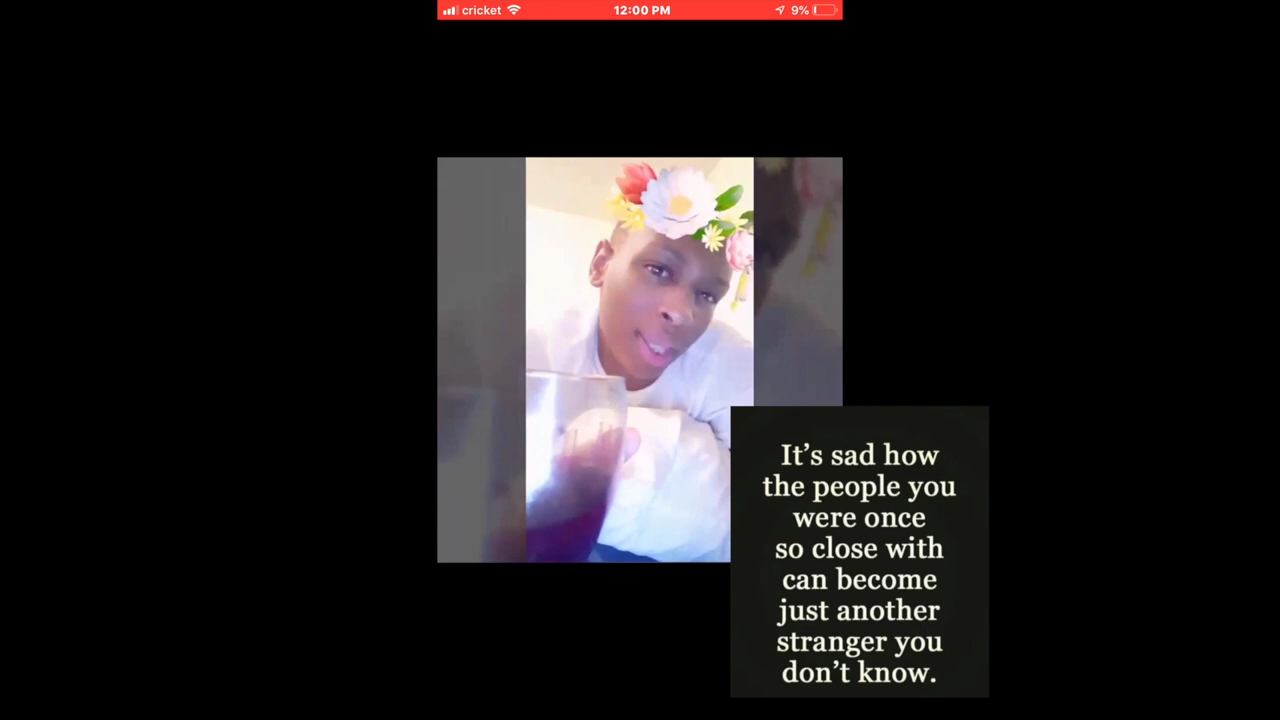 cricket 12:00 PM 9%
It's sad how
the people you
were once
so close with
can become
just another
stranger you
don't know.